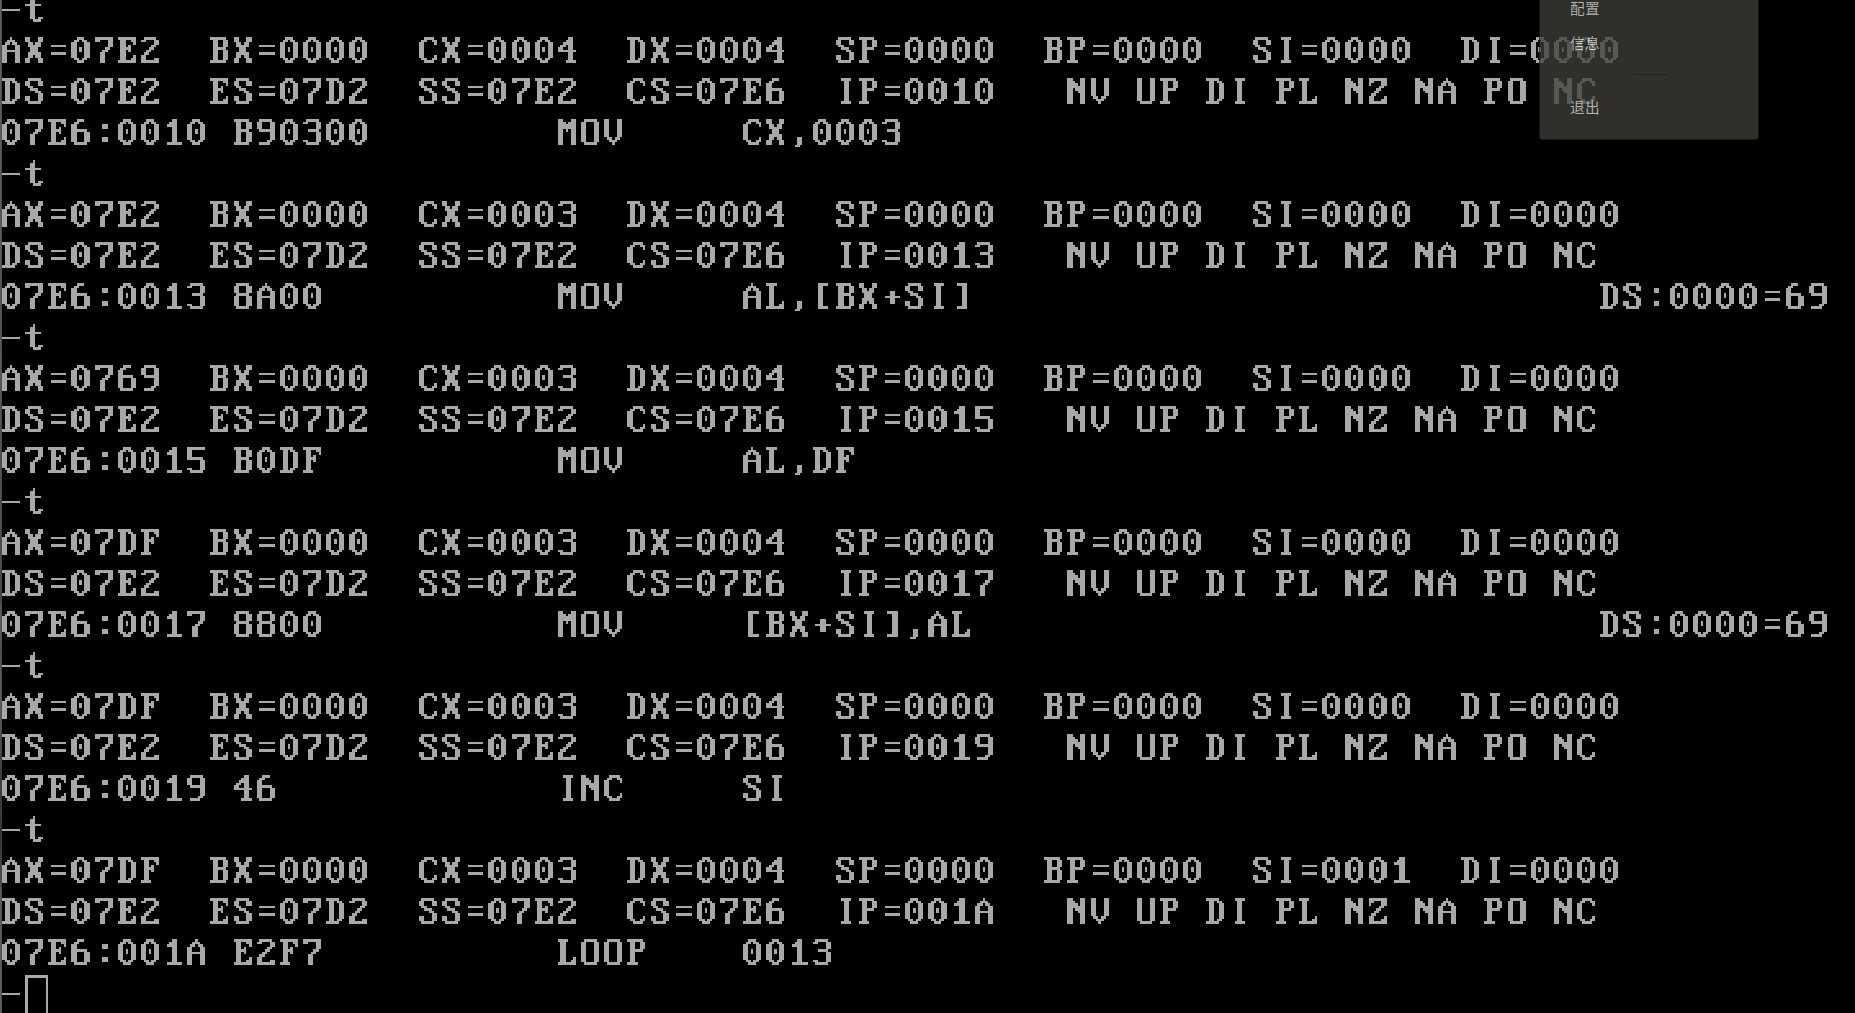 -t
AX=07E2 BX=0000 CX=0004 DX=0004 SP=0000 BP=0000 SI=0000 DI=0000
DS=07E2 ES=07D2 SS=07E2 CS=07E6 IP=0010 NV UP DI PL NZ NA PO NC
07E6:0010 B90300 MOV CX,0003
-t
AX=07E2 BX=0000 CX=0003 DX=0004 SP=0000 BP=0000 SI=0000 DI=0000
DS=07E2 ES=07D2 SS=07E2 CS=07E6 IP=0013 NV UP DI PL NZ NA PO NC
07E6:0013 8A00 MOV AL,[BX+SI] DS:0000=69
-t
AX=0769 BX=0000 CX=0003 DX=0004 SP=0000 BP=0000 SI=0000 DI=0000
DS=07E2 ES=07D2 SS=07E2 CS=07E6 IP=0015 NV UP DI PL NZ NA PO NC
07E6:0015 B0DF MOV AL,DF
-t
AX=07DF BX=0000 CX=0003 DX=0004 SP=0000 BP=0000 SI=0000 DI=0000
DS=07E2 ES=07D2 SS=07E2 CS=07E6 IP=0017 NV UP DI PL NZ NA PO NC
07E6:0017 8800 MOV [BX+SI],AL DS:0000=69
-t
AX=07DF BX=0000 CX=0003 DX=0004 SP=0000 BP=0000 SI=0000 DI=0000
DS=07E2 ES=07D2 SS=07E2 CS=07E6 IP=0019 NV UP DI PL NZ NA PO NC
07E6:0019 46 INC SI
-t
AX=07DF BX=0000 CX=0003 DX=0004 SP=0000 BP=0000 SI=0001 DI=0000
DS=07E2 ES=07D2 SS=07E2 CS=07E6 IP=001A NV UP DI PL NZ NA PO NC
07E6:001A E2F7 LOOP 0013
-
配置
信息
退出